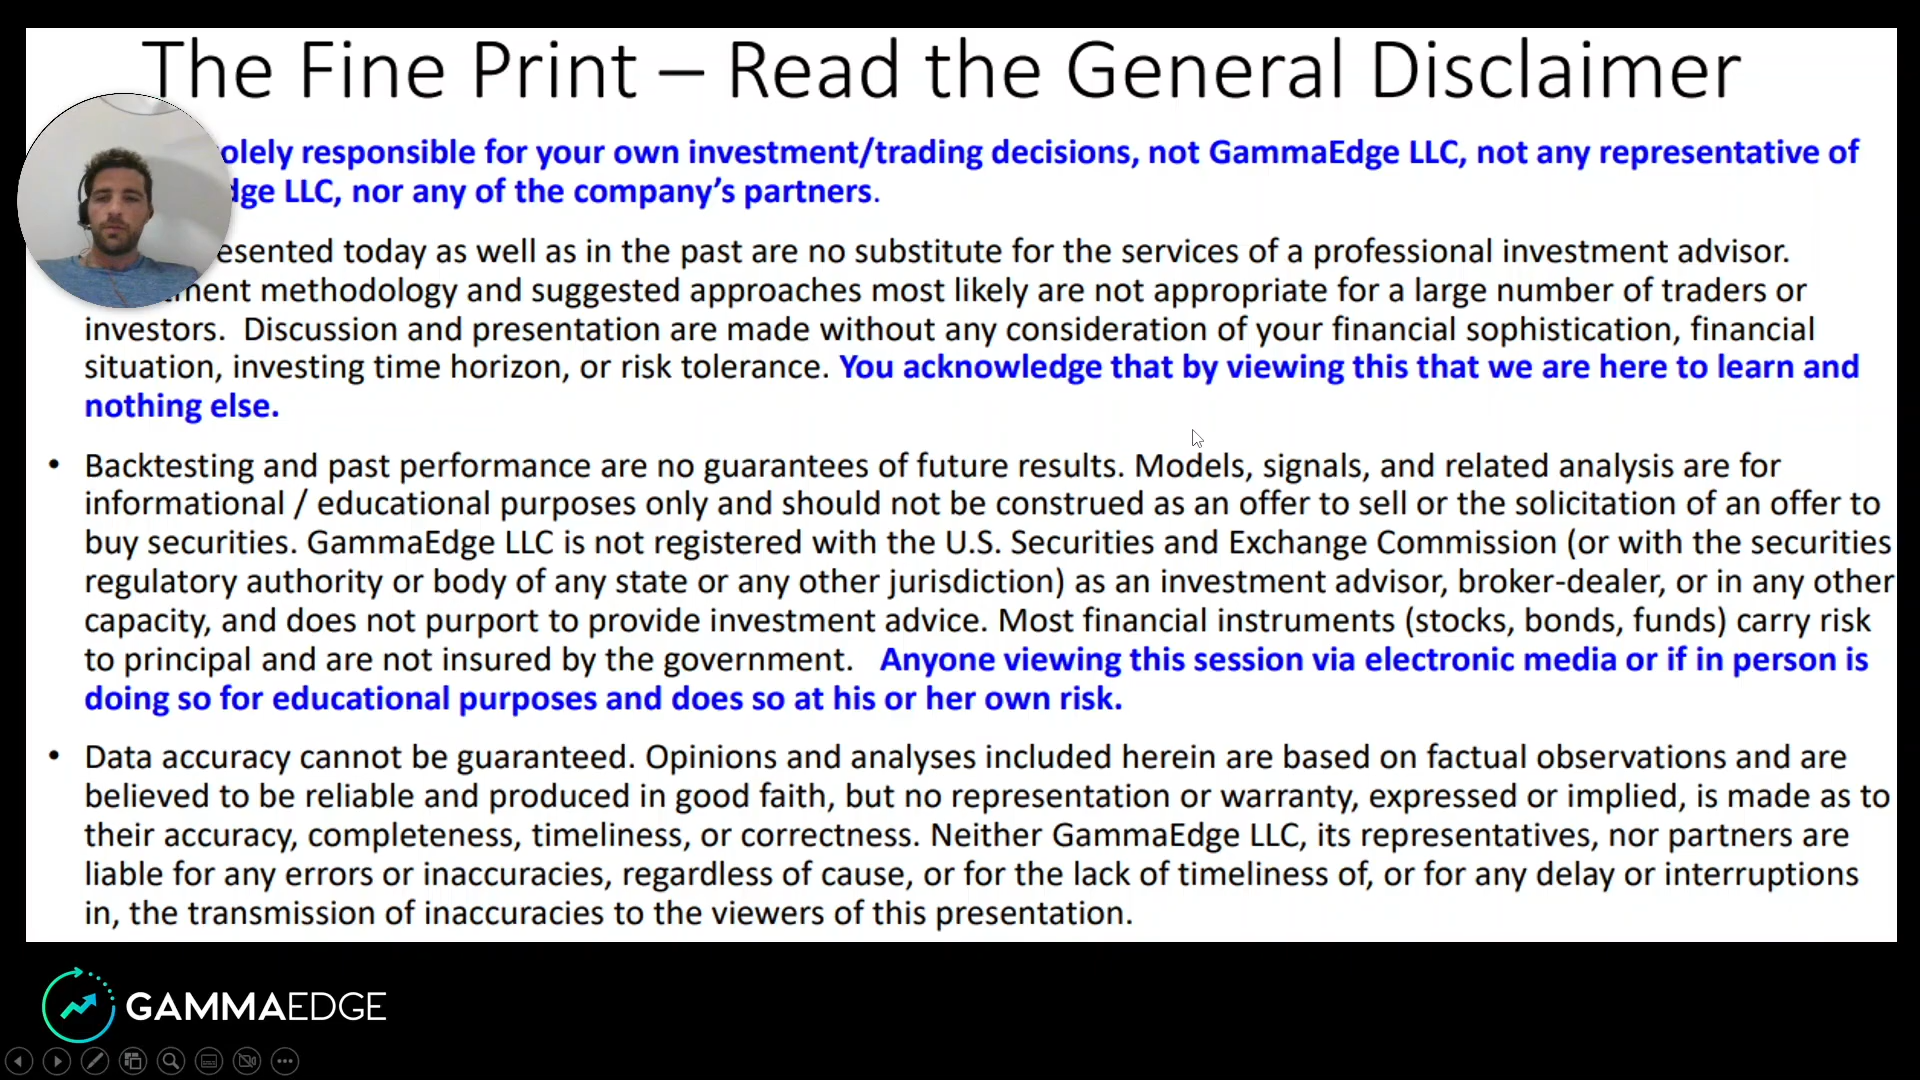 The Fine Print – Read the General Disclaimer
responsible for your own investment/trading decisions, not GammaEdge LLC, not any representative of
LLC, nor any of the company's partners.
today as well as in the past are no substitute for the services of a professional investment advisor.
methodology and suggested approaches most likely are not appropriate for a large number of traders or
investors. Discussion and presentation are made without any consideration of your financial sophistication, financial
situation, investing time horizon, or risk tolerance. You acknowledge that by viewing this that we are here to learn and
nothing else.
• Backtesting and past performance are no guarantees of future results. Models, signals, and related analysis are for
informational / educational purposes only and should not be construed as an offer to sell or the solicitation of an offer to
buy securities. GammaEdge LLC is not registered with the U.S. Securities and Exchange Commission (or with the securities
regulatory authority or body of any state or any other jurisdiction) as an investment advisor, broker-dealer, or in any other
capacity, and does not purport to provide investment advice. Most financial instruments (stocks, bonds, funds) carry risk
to principal and are not insured by the government. Anyone viewing this session via electronic media or if in person is
doing so for educational purposes and does so at his or her own risk.
• Data accuracy cannot be guaranteed. Opinions and analyses included herein are based on factual observations and are
believed to be reliable and produced in good faith, but no representation or warranty, expressed or implied, is made as to
their accuracy, completeness, timeliness, or correctness. Neither GammaEdge LLC, its representatives, nor partners are
liable for any errors or inaccuracies, regardless of cause, or for the lack of timeliness of, or for any delay or interruptions
in, the transmission of inaccuracies to the viewers of this presentation.
GAMMAEDGE